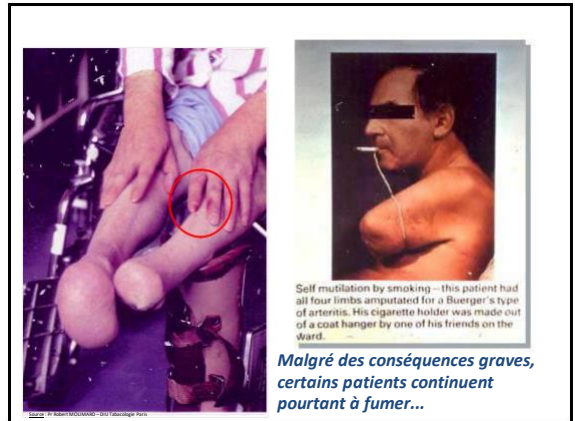 Self mutilation by smoking – this patient had
all four limbs amputated for a Buerger's type
of arteritis. His cigarette holder was made out
of a coat hanger by one of his friends on the
ward.
Malgré des conséquences graves,
certains patients continuent
pourtant à fumer...
Source : Pr Robert MOLIMARD – DIU Tabacologie Paris